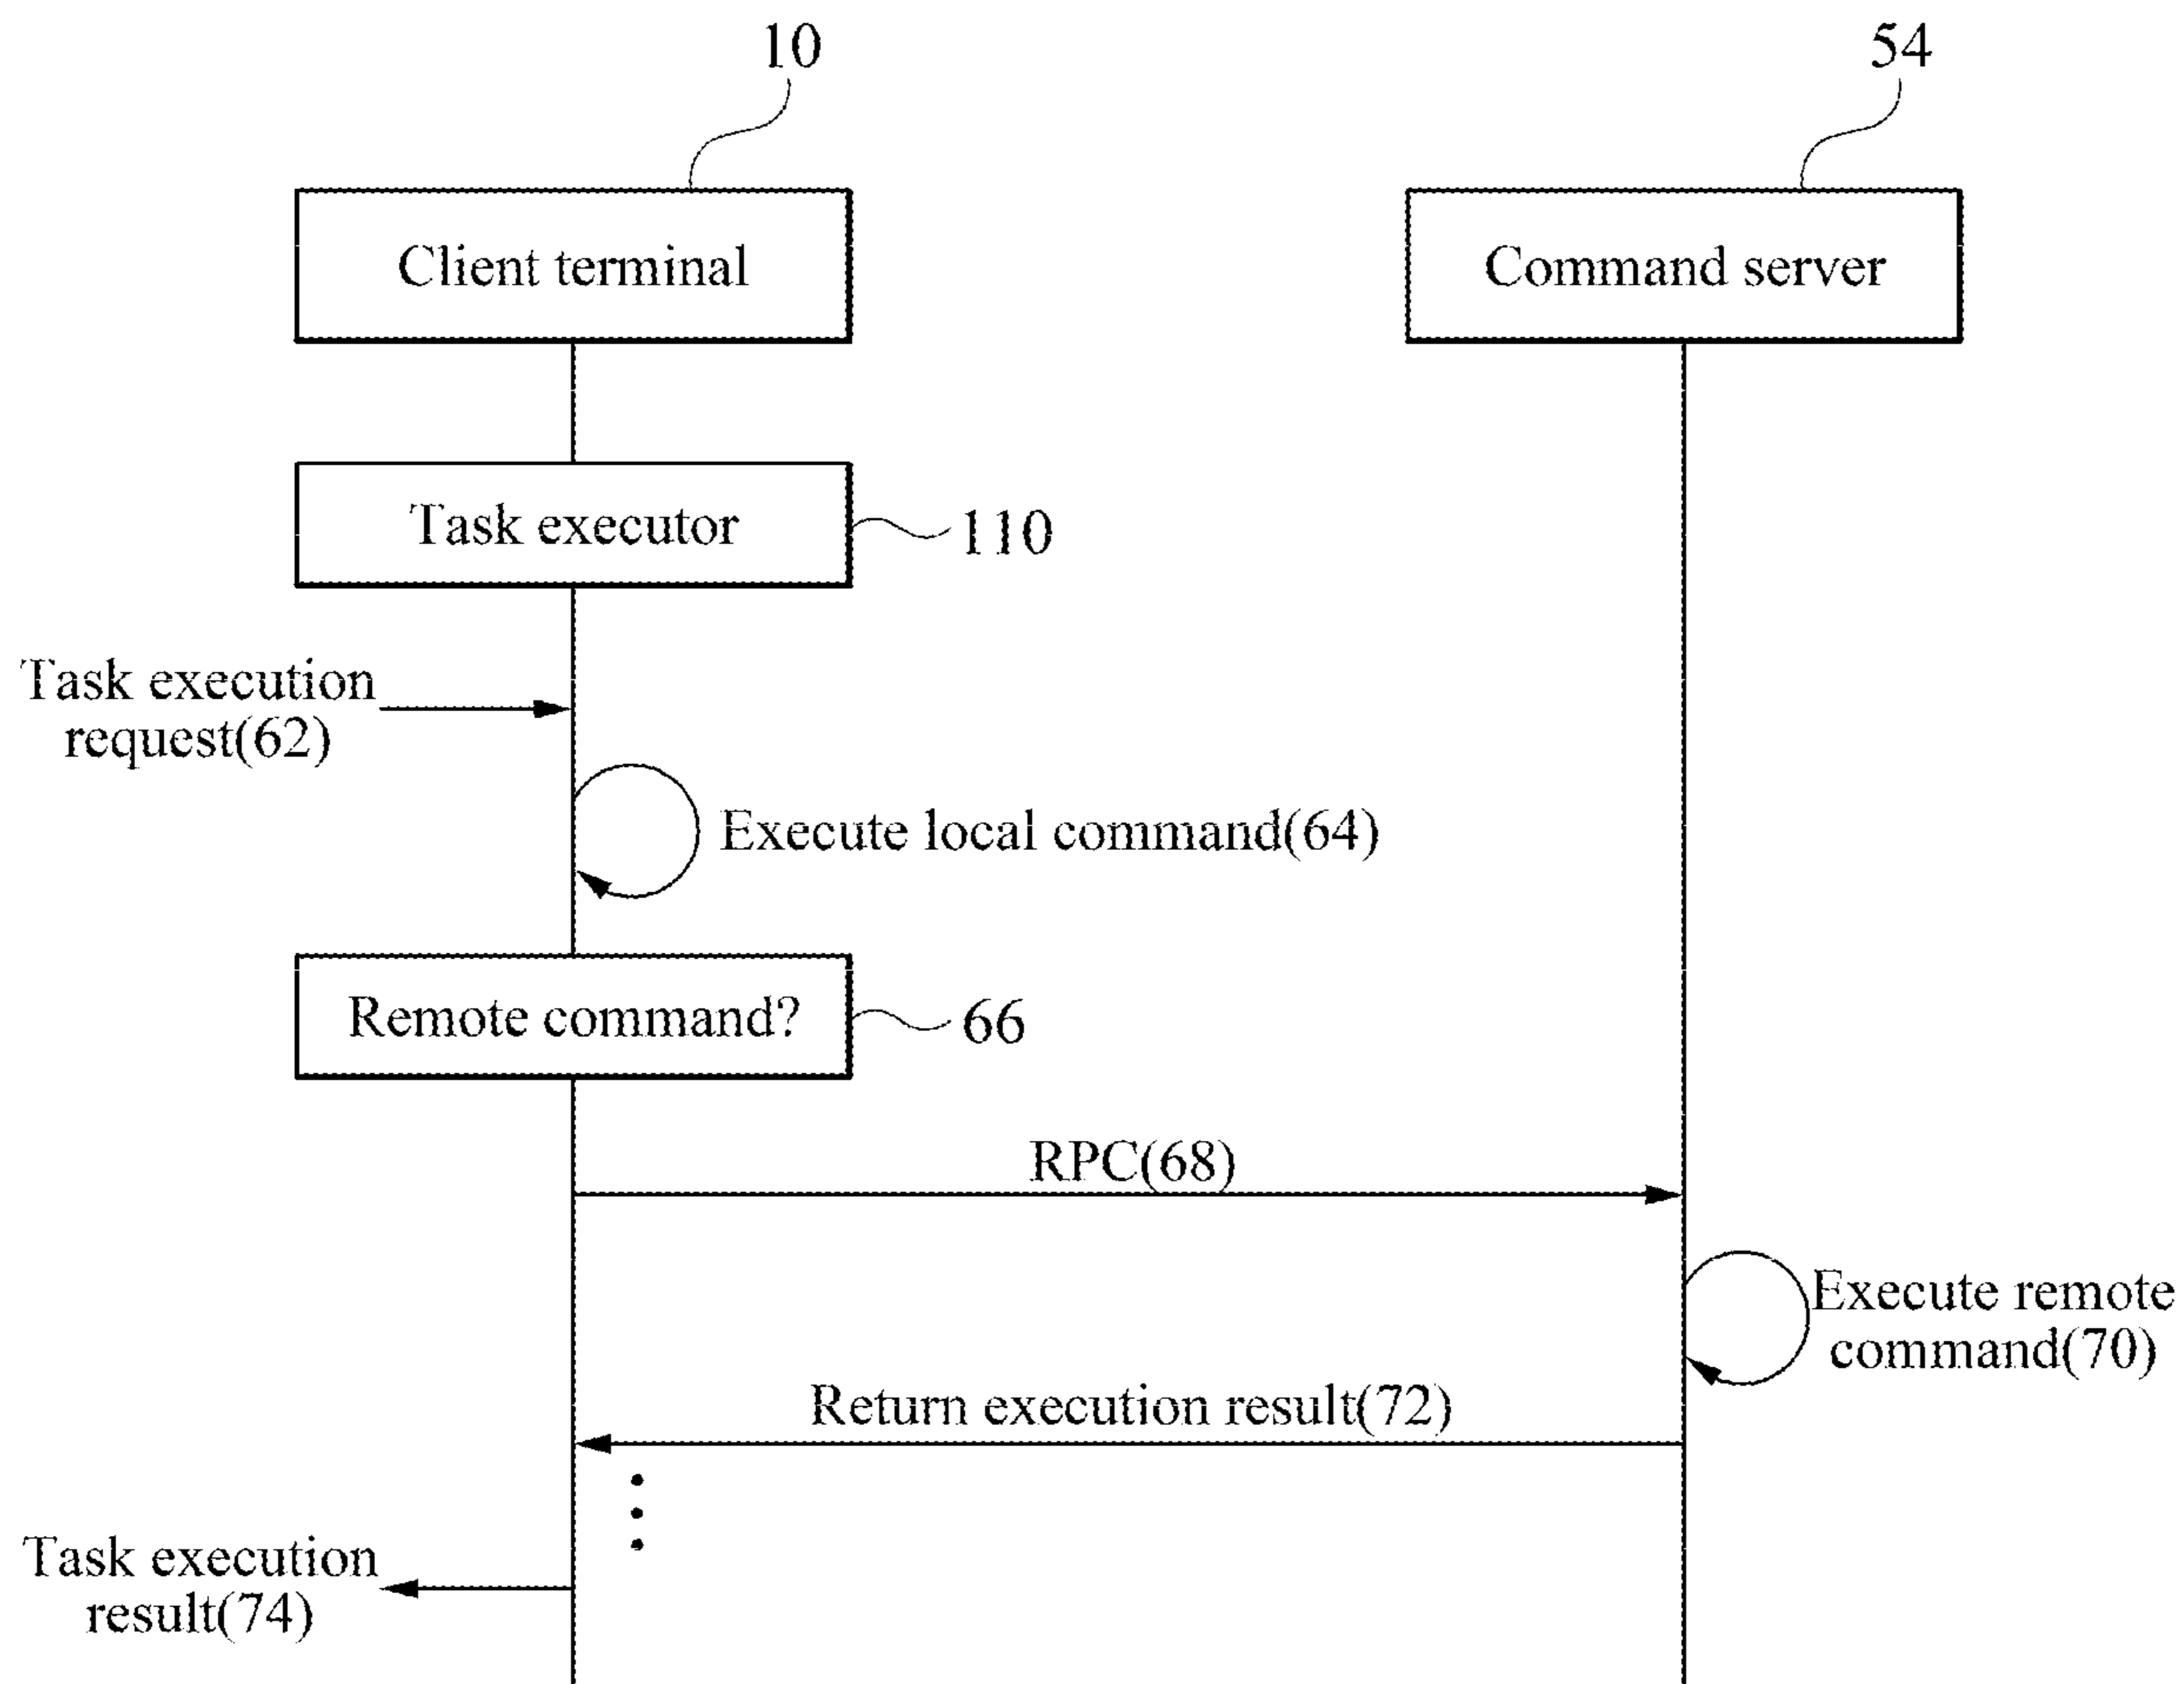 10
54
Client terminal
Command server
Task executor
110
Task execution
request(62)
Execute local command(64)
Remote command?
66
RPC(68)
Execute remote
command(70)
Return execution result(72)
Task execution
result(74)